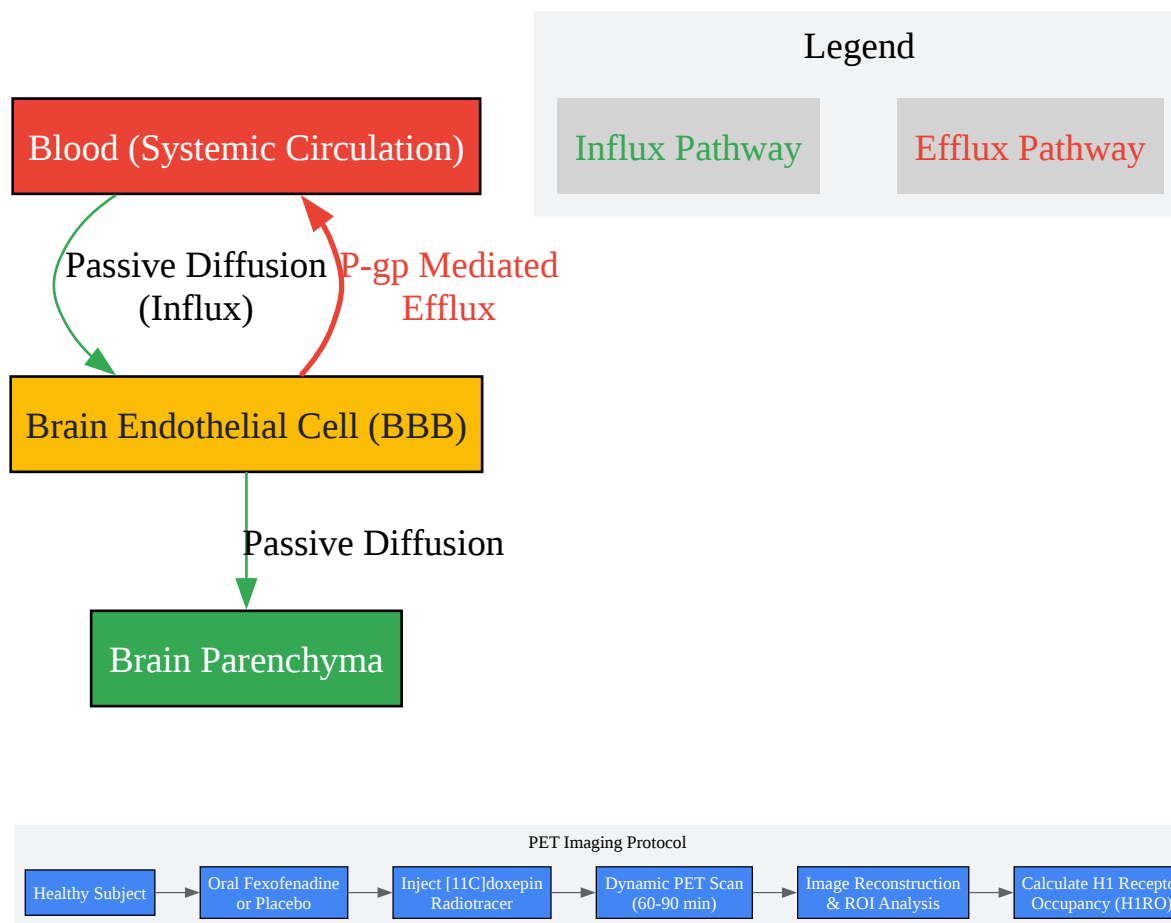 Legend
Influx Pathway
Efflux Pathway
Blood (Systemic Circulation)
Passive Diffusion
(Influx)
P-gp Mediated
Efflux
Brain Endothelial Cell (BBB)
Passive Diffusion
Brain Parenchyma
PET Imaging Protocol
Healthy Subject
Oral Fexofenadine
or Placebo
Inject [11C]doxepin
Radiotracer
Dynamic PET Scan
(60-90 min)
Image Reconstruction
& ROI Analysis
Calculate H1 Recepto
Occupancy (H1RO)